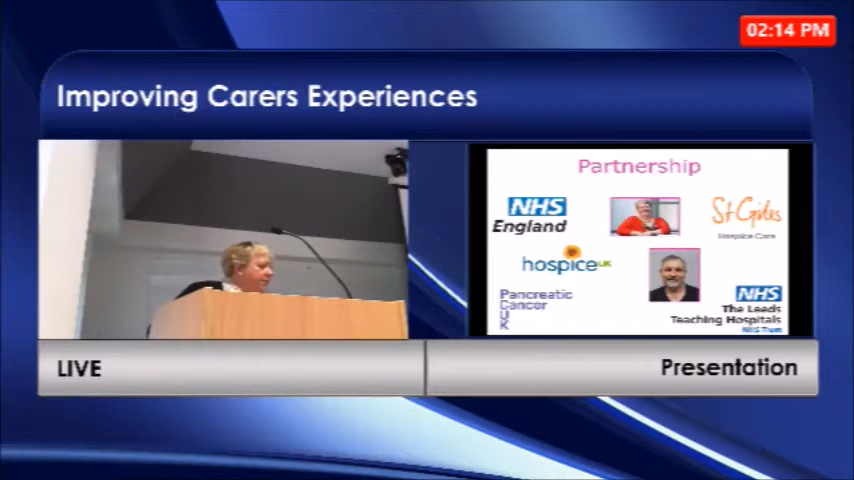 02:14 PM
Improving Carers Experiences
Partnership
NHS
England
St Giles
Hospice Care
hospice UK
Pancreatic
Cancer
U
K
NHS
The Leeds
Teaching Hospitals
NHS Trust
LIVE
Presentation